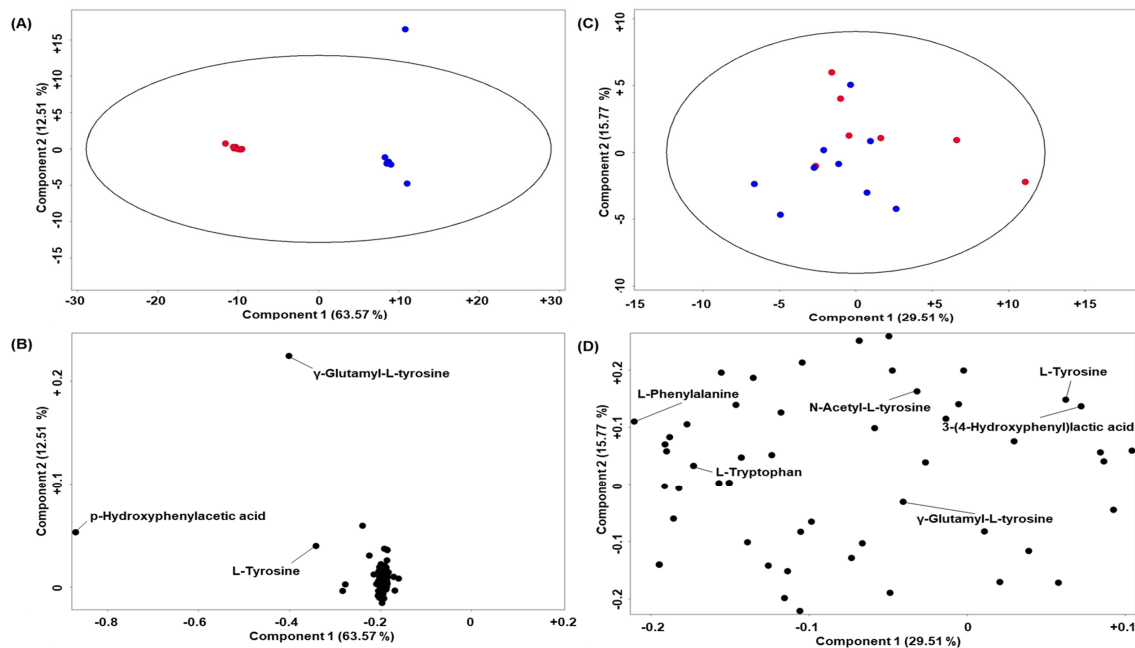 (A)
Component 2 (12.51 %)
+15
+10
+5
0
-5
-10
-15
-30
-20
-10
0
+10
+20
+30
Component 1 (63.57 %)
(C)
Component 2 (15.77 %)
+10
+5
0
-5
-10
-15
-10
-5
0
+5
+10
+15
Component 1 (29.51 %)
(B)
Component 2 (12.51 %)
+0.2
+0.1
0
γ-Glutamyl-L-tyrosine
p-Hydroxyphenylacetic acid
L-Tyrosine
-0.8
-0.6
-0.4
-0.2
0
+0.2
Component 1 (63.57 %)
(D)
Component 2 (15.77 %)
+0.2
+0.1
0
-0.1
-0.2
L-Tyrosine
L-Phenylalanine
N-Acetyl-L-tyrosine
3-(4-Hydroxyphenyl)lactic acid
L-Tryptophan
γ-Glutamyl-L-tyrosine
-0.2
-0.1
0
+0.1
Component 1 (29.51 %)